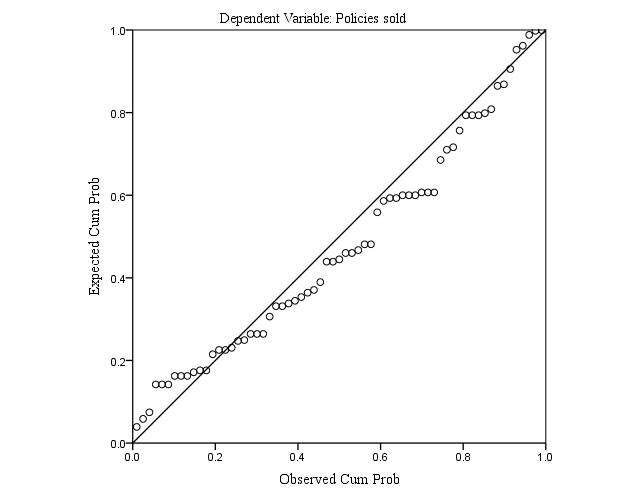 Dependent Variable: Policies sold
1.0
0.8
0.6
0.4
0.2
0.0
Expected Cum Prob
0.0 0.2 0.4 0.6 0.8 1.0
Observed Cum Prob